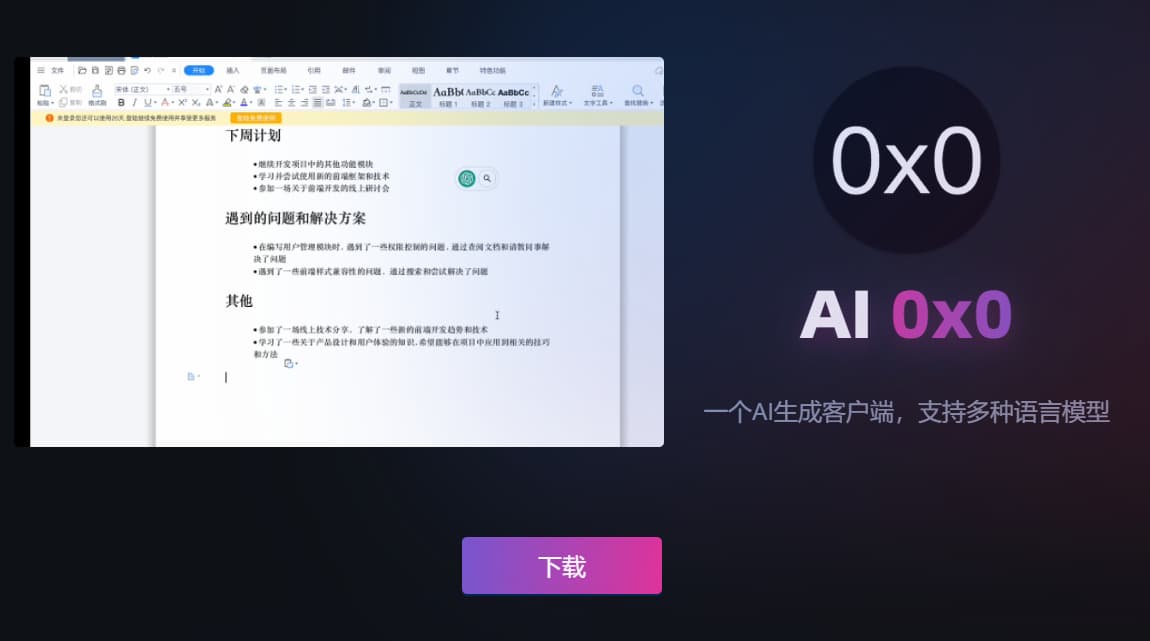 文件
开始
插入
页面布局
引用
邮件
审阅
视图
章节
特色功能
剪切
宋体 (正文)
五号
粘贴
复制
格式刷
B I U
AaBbCcDd
AaBb(
AaBbCc
AaBbCc
正文
标题 1
标题 2
标题 3
新建样式
文字工具
查找替换
下周计划
•继续开发项目中的其他功能模块
•学习并尝试使用新的前端框架和技术
•参加一场关于前端开发的线上研讨会
遇到的问题和解决方案
•在编写用户管理模块时，遇到了一些权限控制的问题，通过查阅文档和请教同事解
决了问题
•遇到了一些前端样式兼容性的问题，通过搜索和尝试解决了问题
其他
•参加了一场线上技术分享，了解了一些新的前端开发趋势和技术
•学习了一些关于产品设计和用户体验的知识，希望能够在项目中应用到相关的技巧
和方法
0x0
AI 0x0
一个AI生成客户端，支持多种语言模型
下载